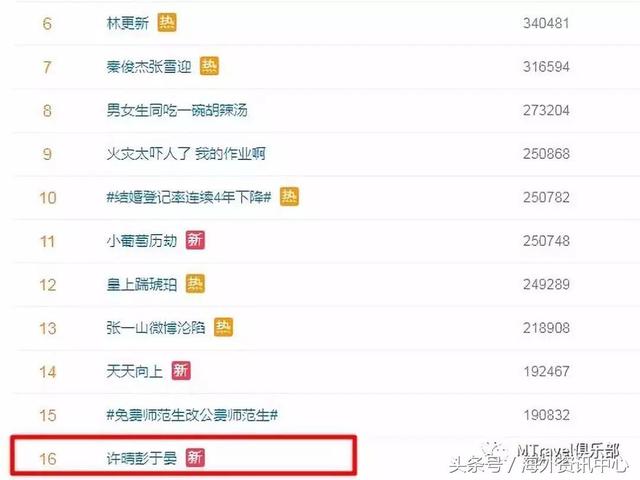 6 林更新 热 340481
7 秦俊杰张雪迎 热 316594
8 男女生同吃一碗胡辣汤 273204
9 火灾太吓人了 我的作业啊 250868
10 #结婚登记率连续4年下降# 热 250782
11 小葡萄历劫 新 250748
12 皇上踹琥珀 热 249289
13 张一山微博沦陷 热 218908
14 天天向上 新 192467
15 #免费师范生改公费师范生# 190832
16 许晴彭于晏 新
MTravel俱乐部
头条号 / 海外资讯中心